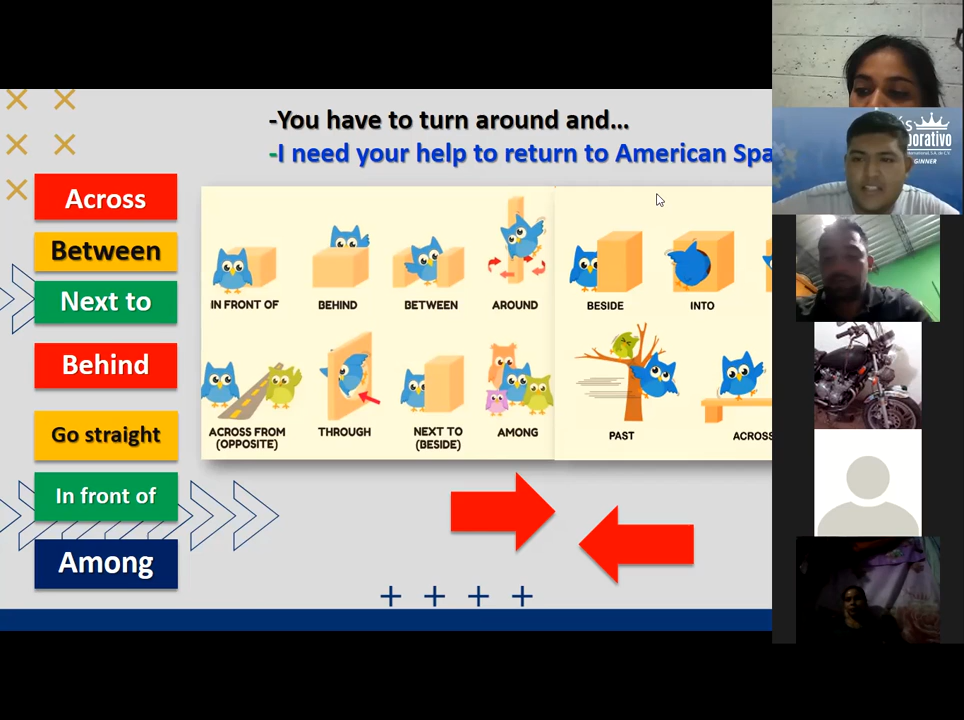 -You have to turn around and...
-I need your help to return to American Spa
Across
Between
Next to
Behind
Go straight
In front of
Among
IN FRONT OF
BEHIND
BETWEEN
AROUND
BESIDE
INTO
ACROSS FROM
(OPPOSITE)
THROUGH
NEXT TO
(BESIDE)
AMONG
PAST
ACROSS
porativo
GINNER